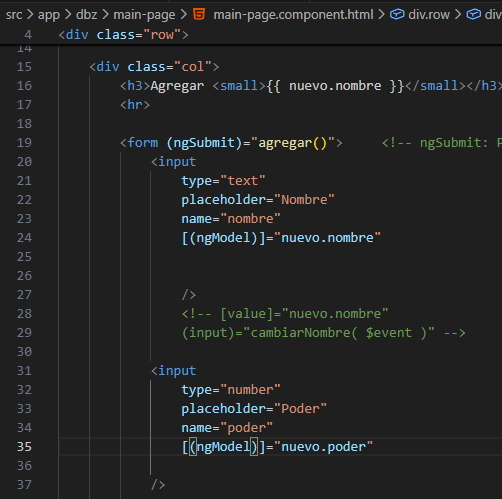 src > app > dbz > main-page > main-page.component.html > div.row > div
4 <div class="row">
14
15 <div class="col">
16 <h3>Agregar <small>{{ nuevo.nombre }}</small></h3>
17 <hr>
18
19 <form (ngSubmit)="agregar()"> <!-- ngSubmit:
20 <input
21 type="text"
22 placeholder="Nombre"
23 name="nombre"
24 [(ngModel)]="nuevo.nombre"
25
26
27 />
28 <!-- [value]="nuevo.nombre"
29 (input)="cambiarNombre( $event )" -->
30
31 <input
32 type="number"
33 placeholder="Poder"
34 name="poder"
35 [(ngModel)]="nuevo.poder"
36
37 />